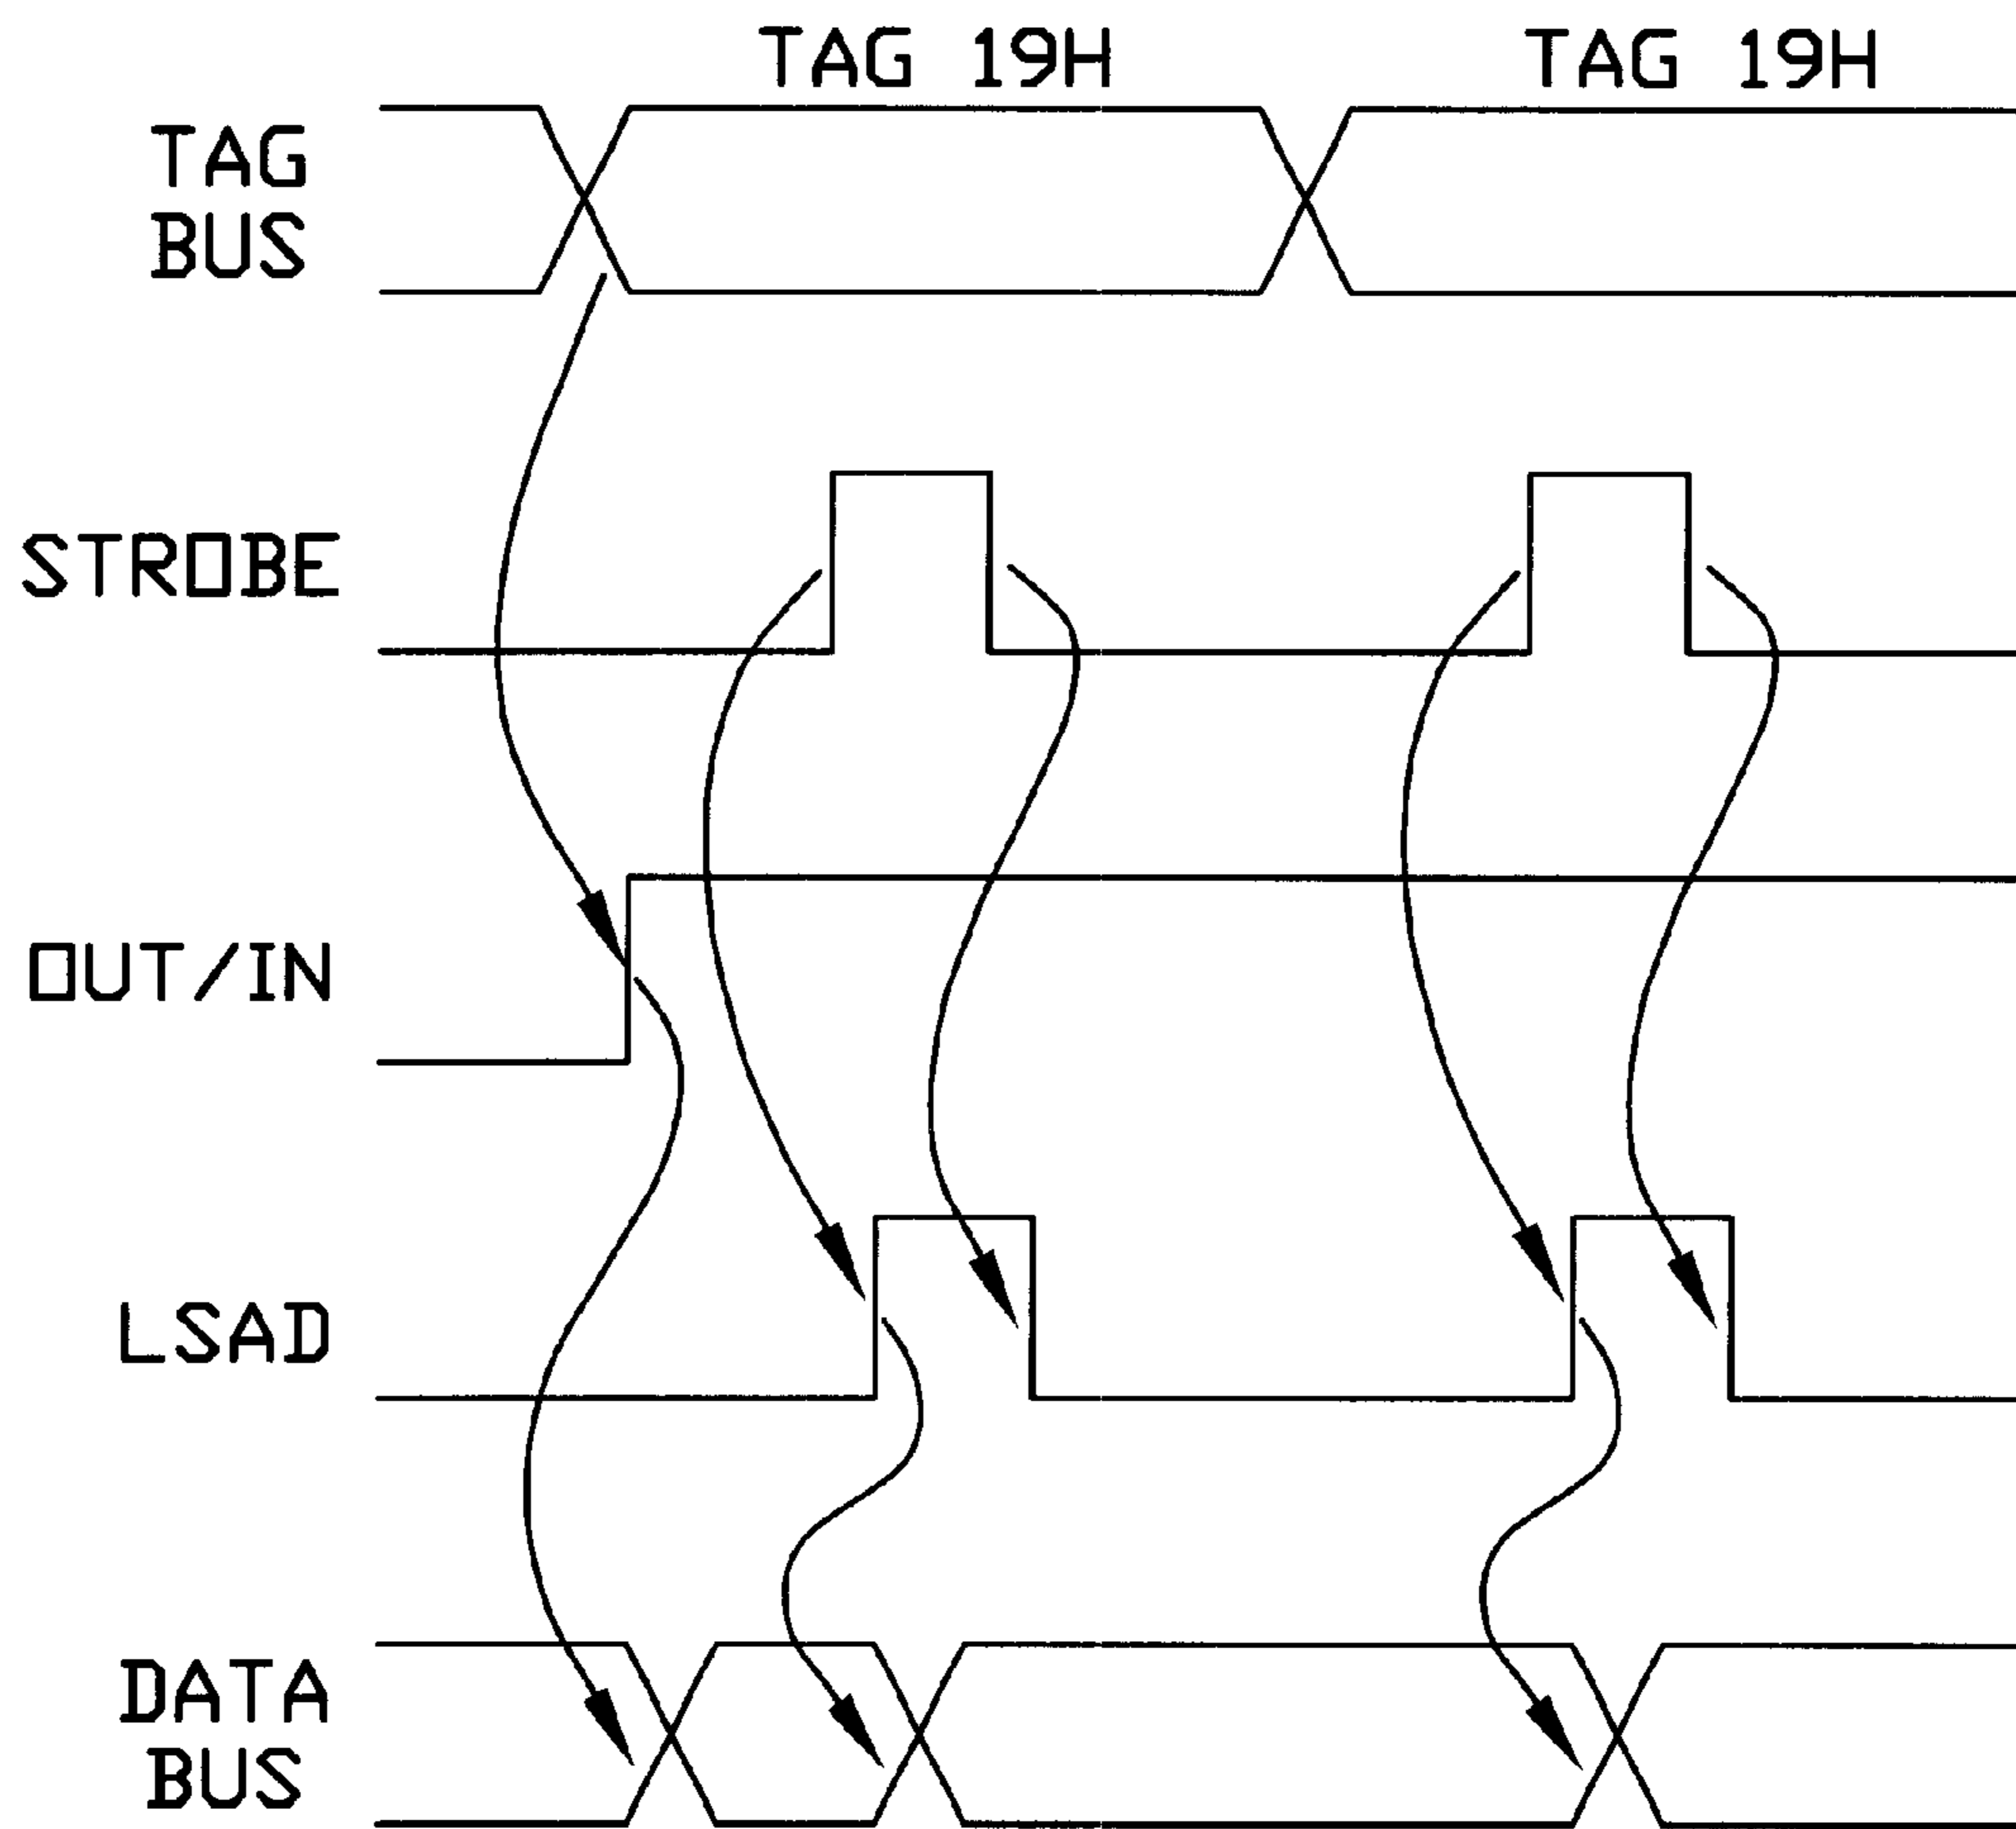 TAG 19H TAG 19H
TAG
BUS
STROBE
OUT/IN
LSAD
DATA
BUS